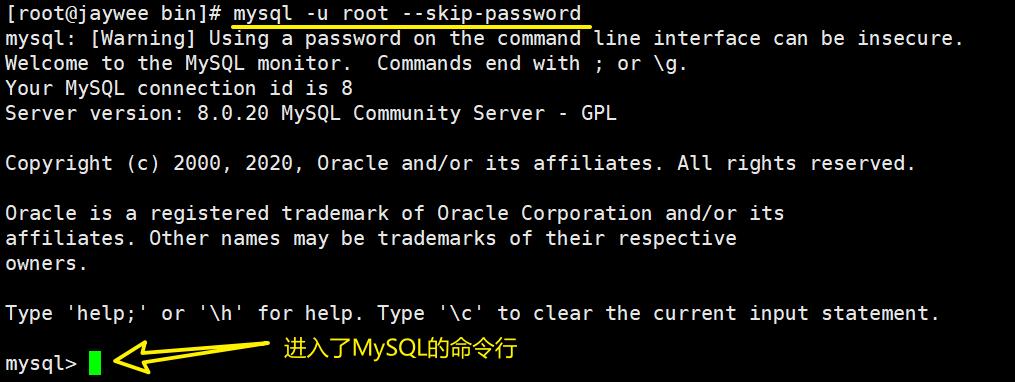 [root@jaywee bin]# mysql -u root --skip-password
mysql: [Warning] Using a password on the command line interface can be insecure.
Welcome to the MySQL monitor.  Commands end with ; or \g.
Your MySQL connection id is 8
Server version: 8.0.20 MySQL Community Server - GPL
Copyright (c) 2000, 2020, Oracle and/or its affiliates. All rights reserved.
Oracle is a registered trademark of Oracle Corporation and/or its
affiliates. Other names may be trademarks of their respective
owners.
Type 'help;' or '\h' for help. Type '\c' to clear the current input statement.
进入了MySQL的命令行
mysql>